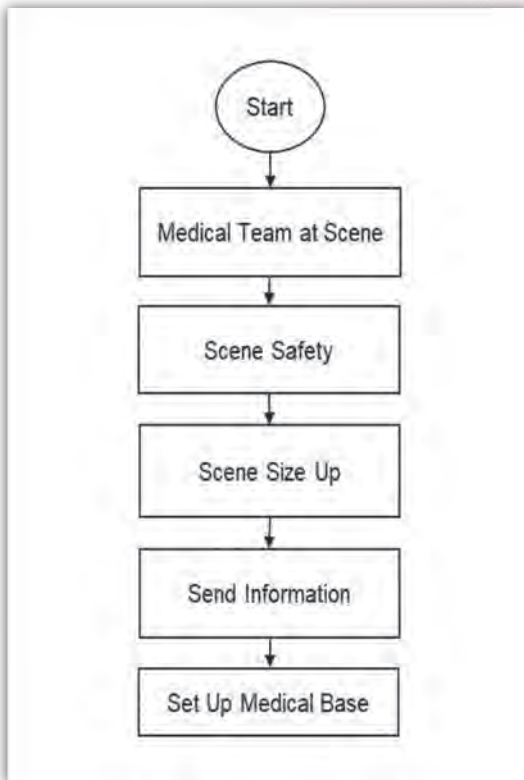 Start
Medical Team at Scene
Scene Safety
Scene Size Up
Send Information
Set Up Medical Base